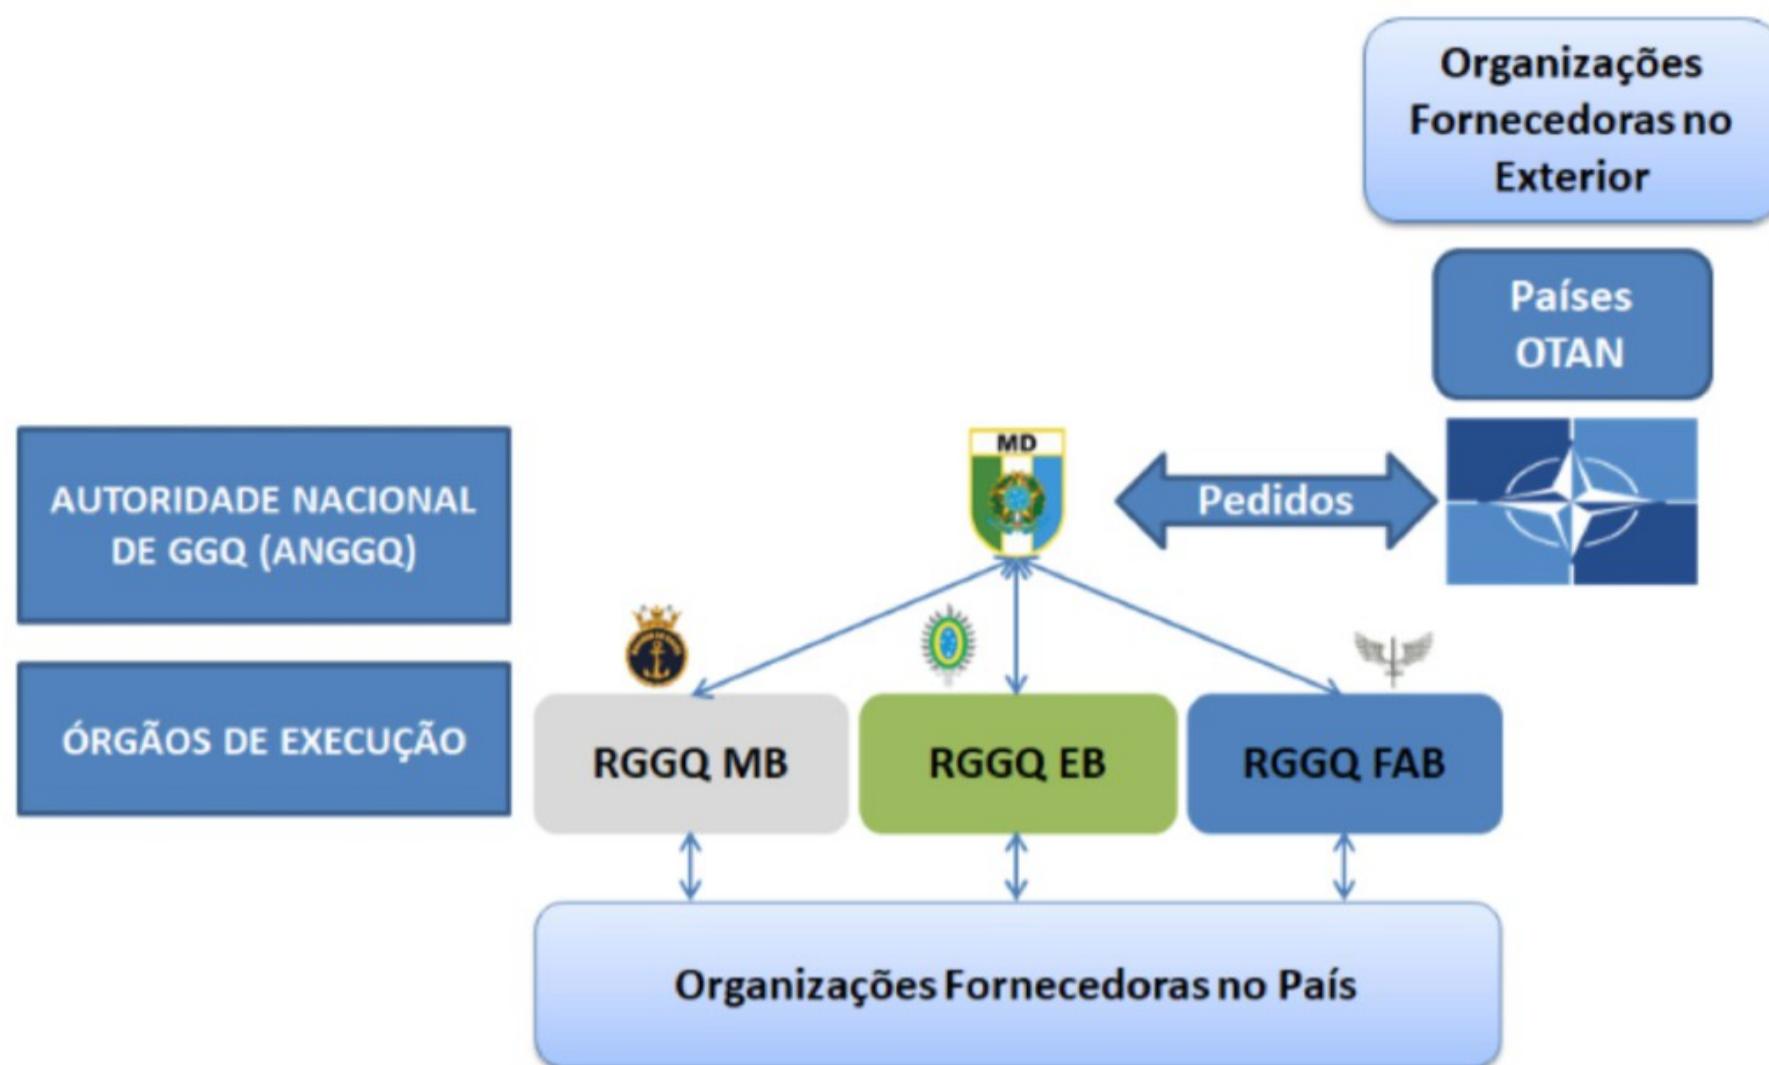 Organizações
Fornecedoras no
Exterior
Países
OTAN
MD
Pedidos
AUTORIDADE NACIONAL
DE GGQ (ANGGQ)
ÓRGÃOS DE EXECUÇÃO
RGGQ MB
RGGQ EB
RGGQ FAB
Organizações Fornecedoras no País